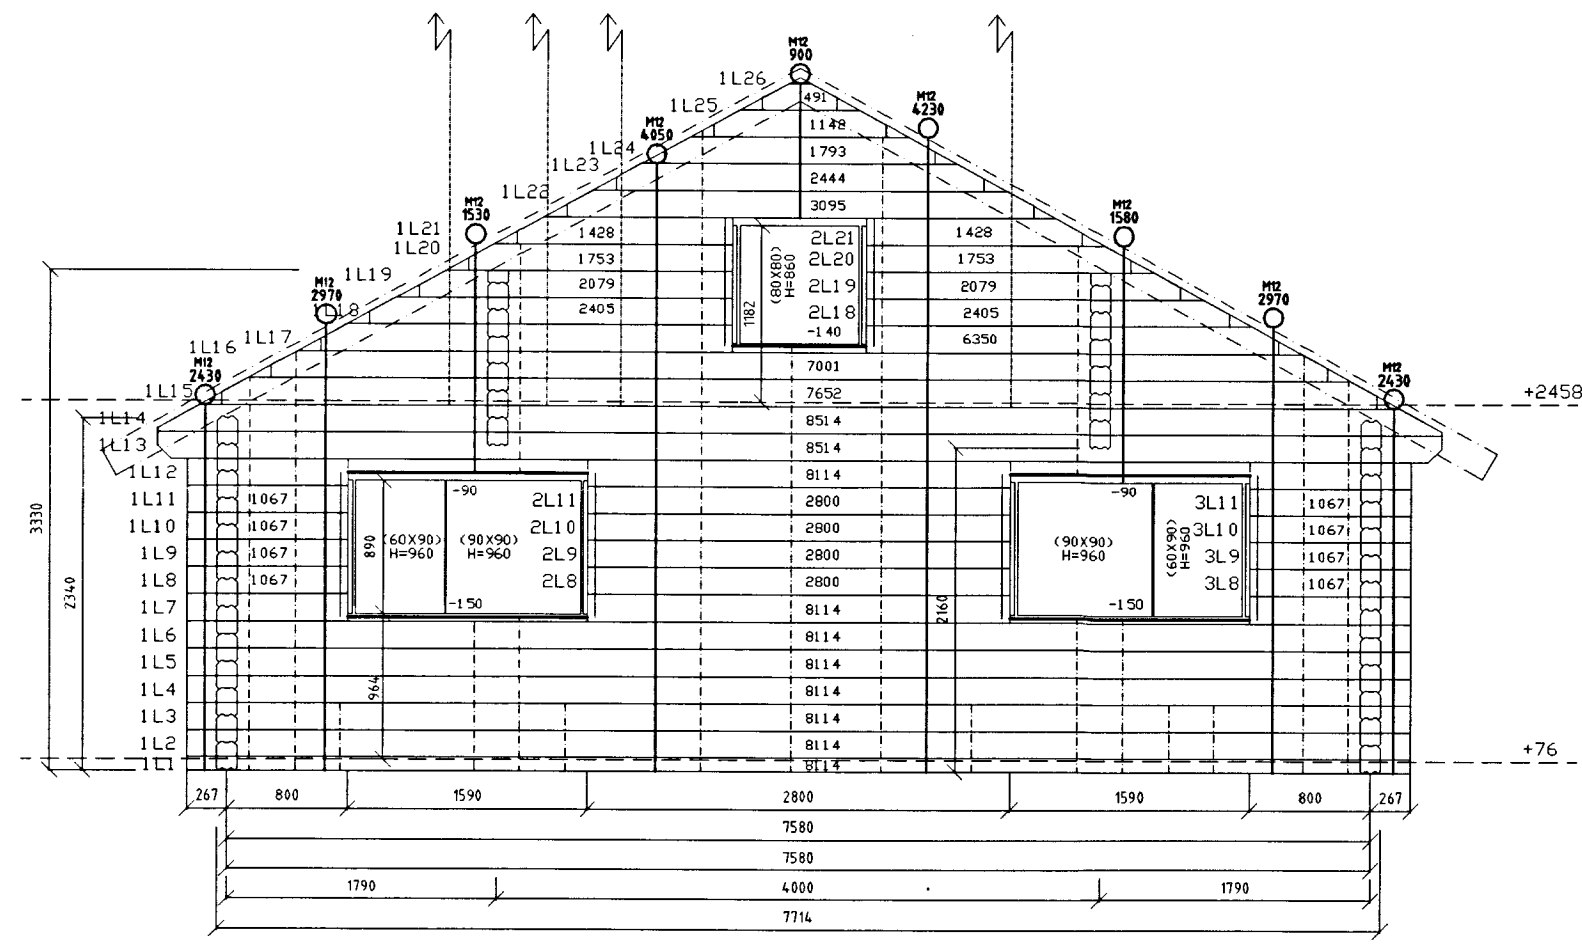 M12
900
1L26
491
M12
4230
1L25
1148
M12
4050
1L24
1793
1L23
2444
1L22
3095
M12
1530
M12
1580
1L21
1428
2L21
1428
1L20
1753
2L20
1753
(80X80)
H=860
1L19
2079
2L19
2079
M12
2970
1L18
2405
1182
2L18
2405
M12
2970
-140
1L17
6350
1L16
7001
M12
2430
M12
2430
1L15
7652
+2458
1L14
8514
1L13
8514
1L12
8114
1L11
1067
-90
2L11
2800
-90
3L11
1067
3330
1L10
1067
2L10
2800
3L10
1067
890
(60X90)
H=960
(90X90)
H=960
(90X90)
H=960
(60X90)
H=960
1L9
1067
2L9
2800
3L9
1067
1L8
1067
2L8
2800
3L8
1067
2340
1L7
-150
8114
-150
2160
1L6
8114
1L5
8114
1L4
964
8114
1L3
8114
1L2
8114
+76
1L1
8114
267
800
1590
2800
1590
800
267
7580
7580
1790
4000
1790
7714